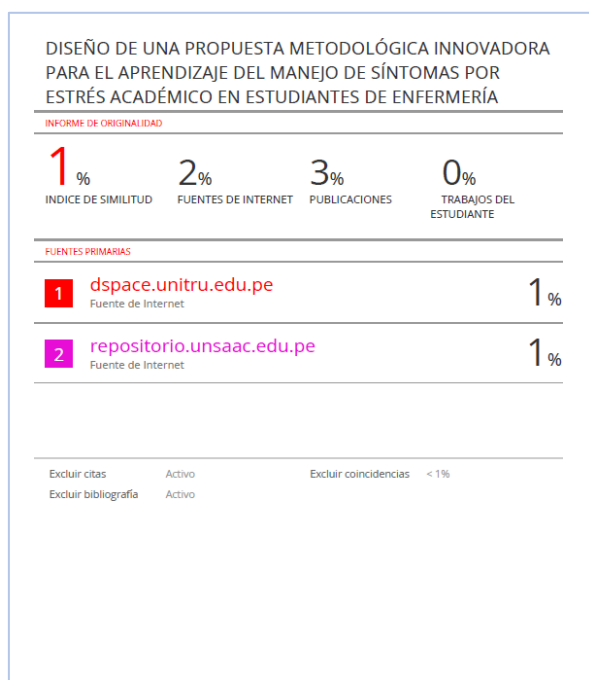 DISEÑO DE UNA PROPUESTA METODOLÓGICA INNOVADORA
PARA EL APRENDIZAJE DEL MANEJO DE SÍNTOMAS POR
ESTRÉS ACADÉMICO EN ESTUDIANTES DE ENFERMERÍA
INFORME DE ORIGINALIDAD
1% 2% 3% 0%
INDICE DE SIMILITUD FUENTES DE INTERNET PUBLICACIONES TRABAJOS DEL
ESTUDIANTE
FUENTES PRIMARIAS
1 dspace.unitru.edu.pe 1%
Fuente de Internet
2 repositorio.unsaac.edu.pe 1%
Fuente de Internet
Excluir citas Activo Excluir coincidencias < 1%
Excluir bibliografía Activo